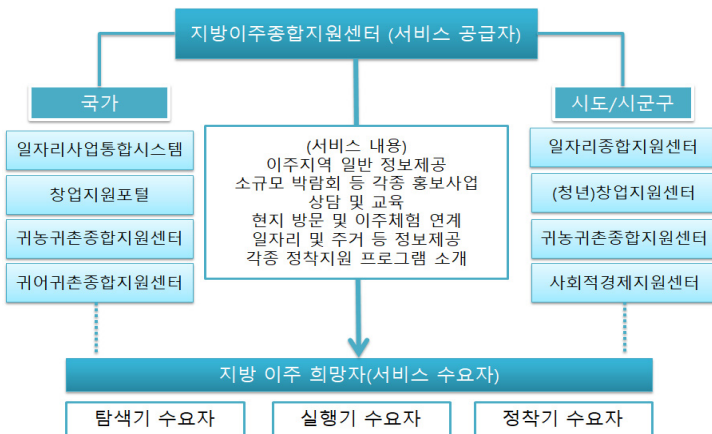 지방이주종합지원센터 (서비스 공급자)
국가
일자리사업통합시스템
창업지원포털
귀농귀촌종합지원센터
귀어귀촌종합지원센터
(서비스 내용)
이주지역 일반 정보제공
소규모 박람회 등 각종 홍보사업
상담 및 교육
현지 방문 및 이주체험 연계
일자리 및 주거 등 정보제공
각종 정착지원 프로그램 소개
시도/시군구
일자리종합지원센터
(청년)창업지원센터
귀농귀촌종합지원센터
사회적경제지원센터
지방 이주 희망자(서비스 수요자)
탐색기 수요자
실행기 수요자
정착기 수요자